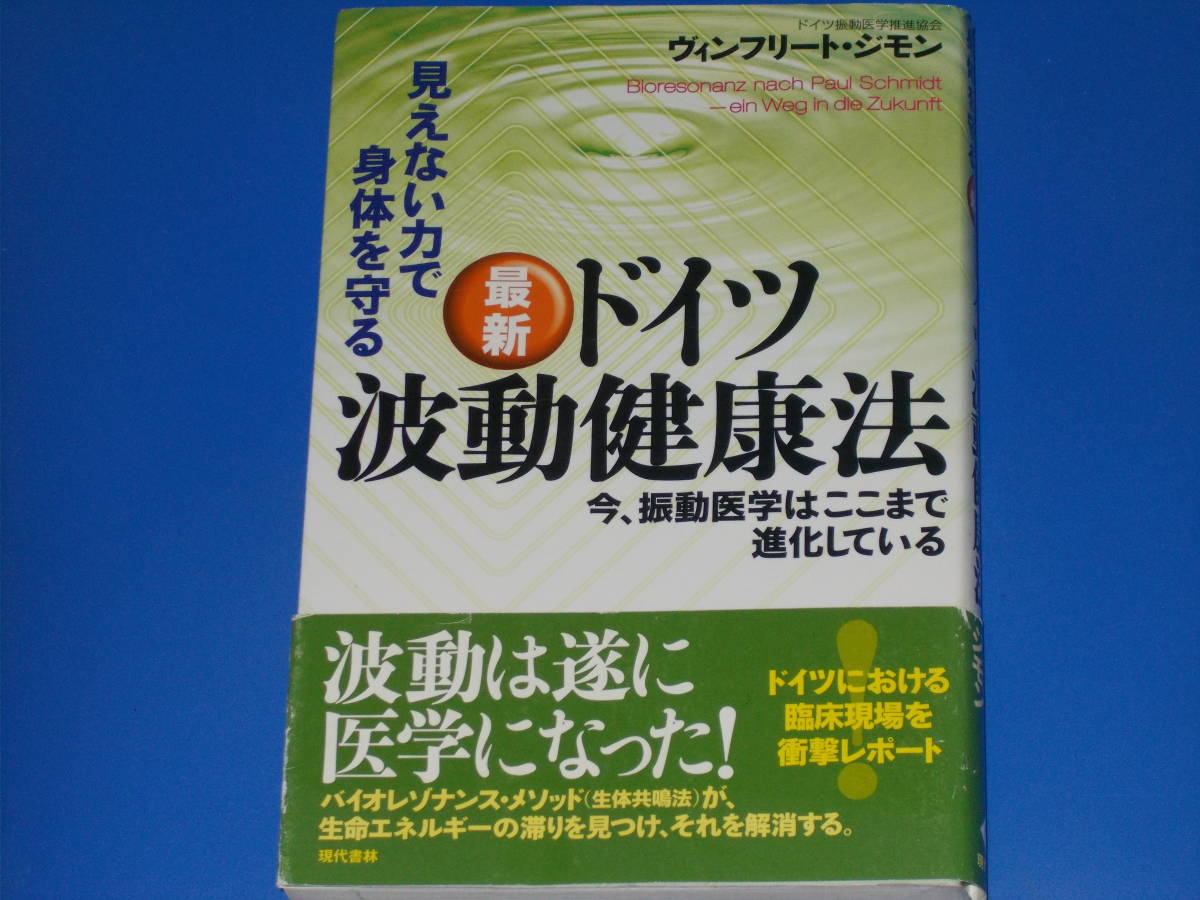 ドイツ振動医学推進協会
ヴィンフリート・ジモン
Bioresonanz nach Paul Schmidt
—ein Weg in die Zukunft
見えない力で
身体を守る
最新
ドイツ
波動健康法
今、振動医学はここまで
進化している
波動は遂に
医学になった!
!
ドイツにおける
臨床現場を
衝撃レポート
バイオレゾナンス・メソッド(生体共鳴法)が、
生命エネルギーの滞りを見つけ、それを解消する。
現代書林